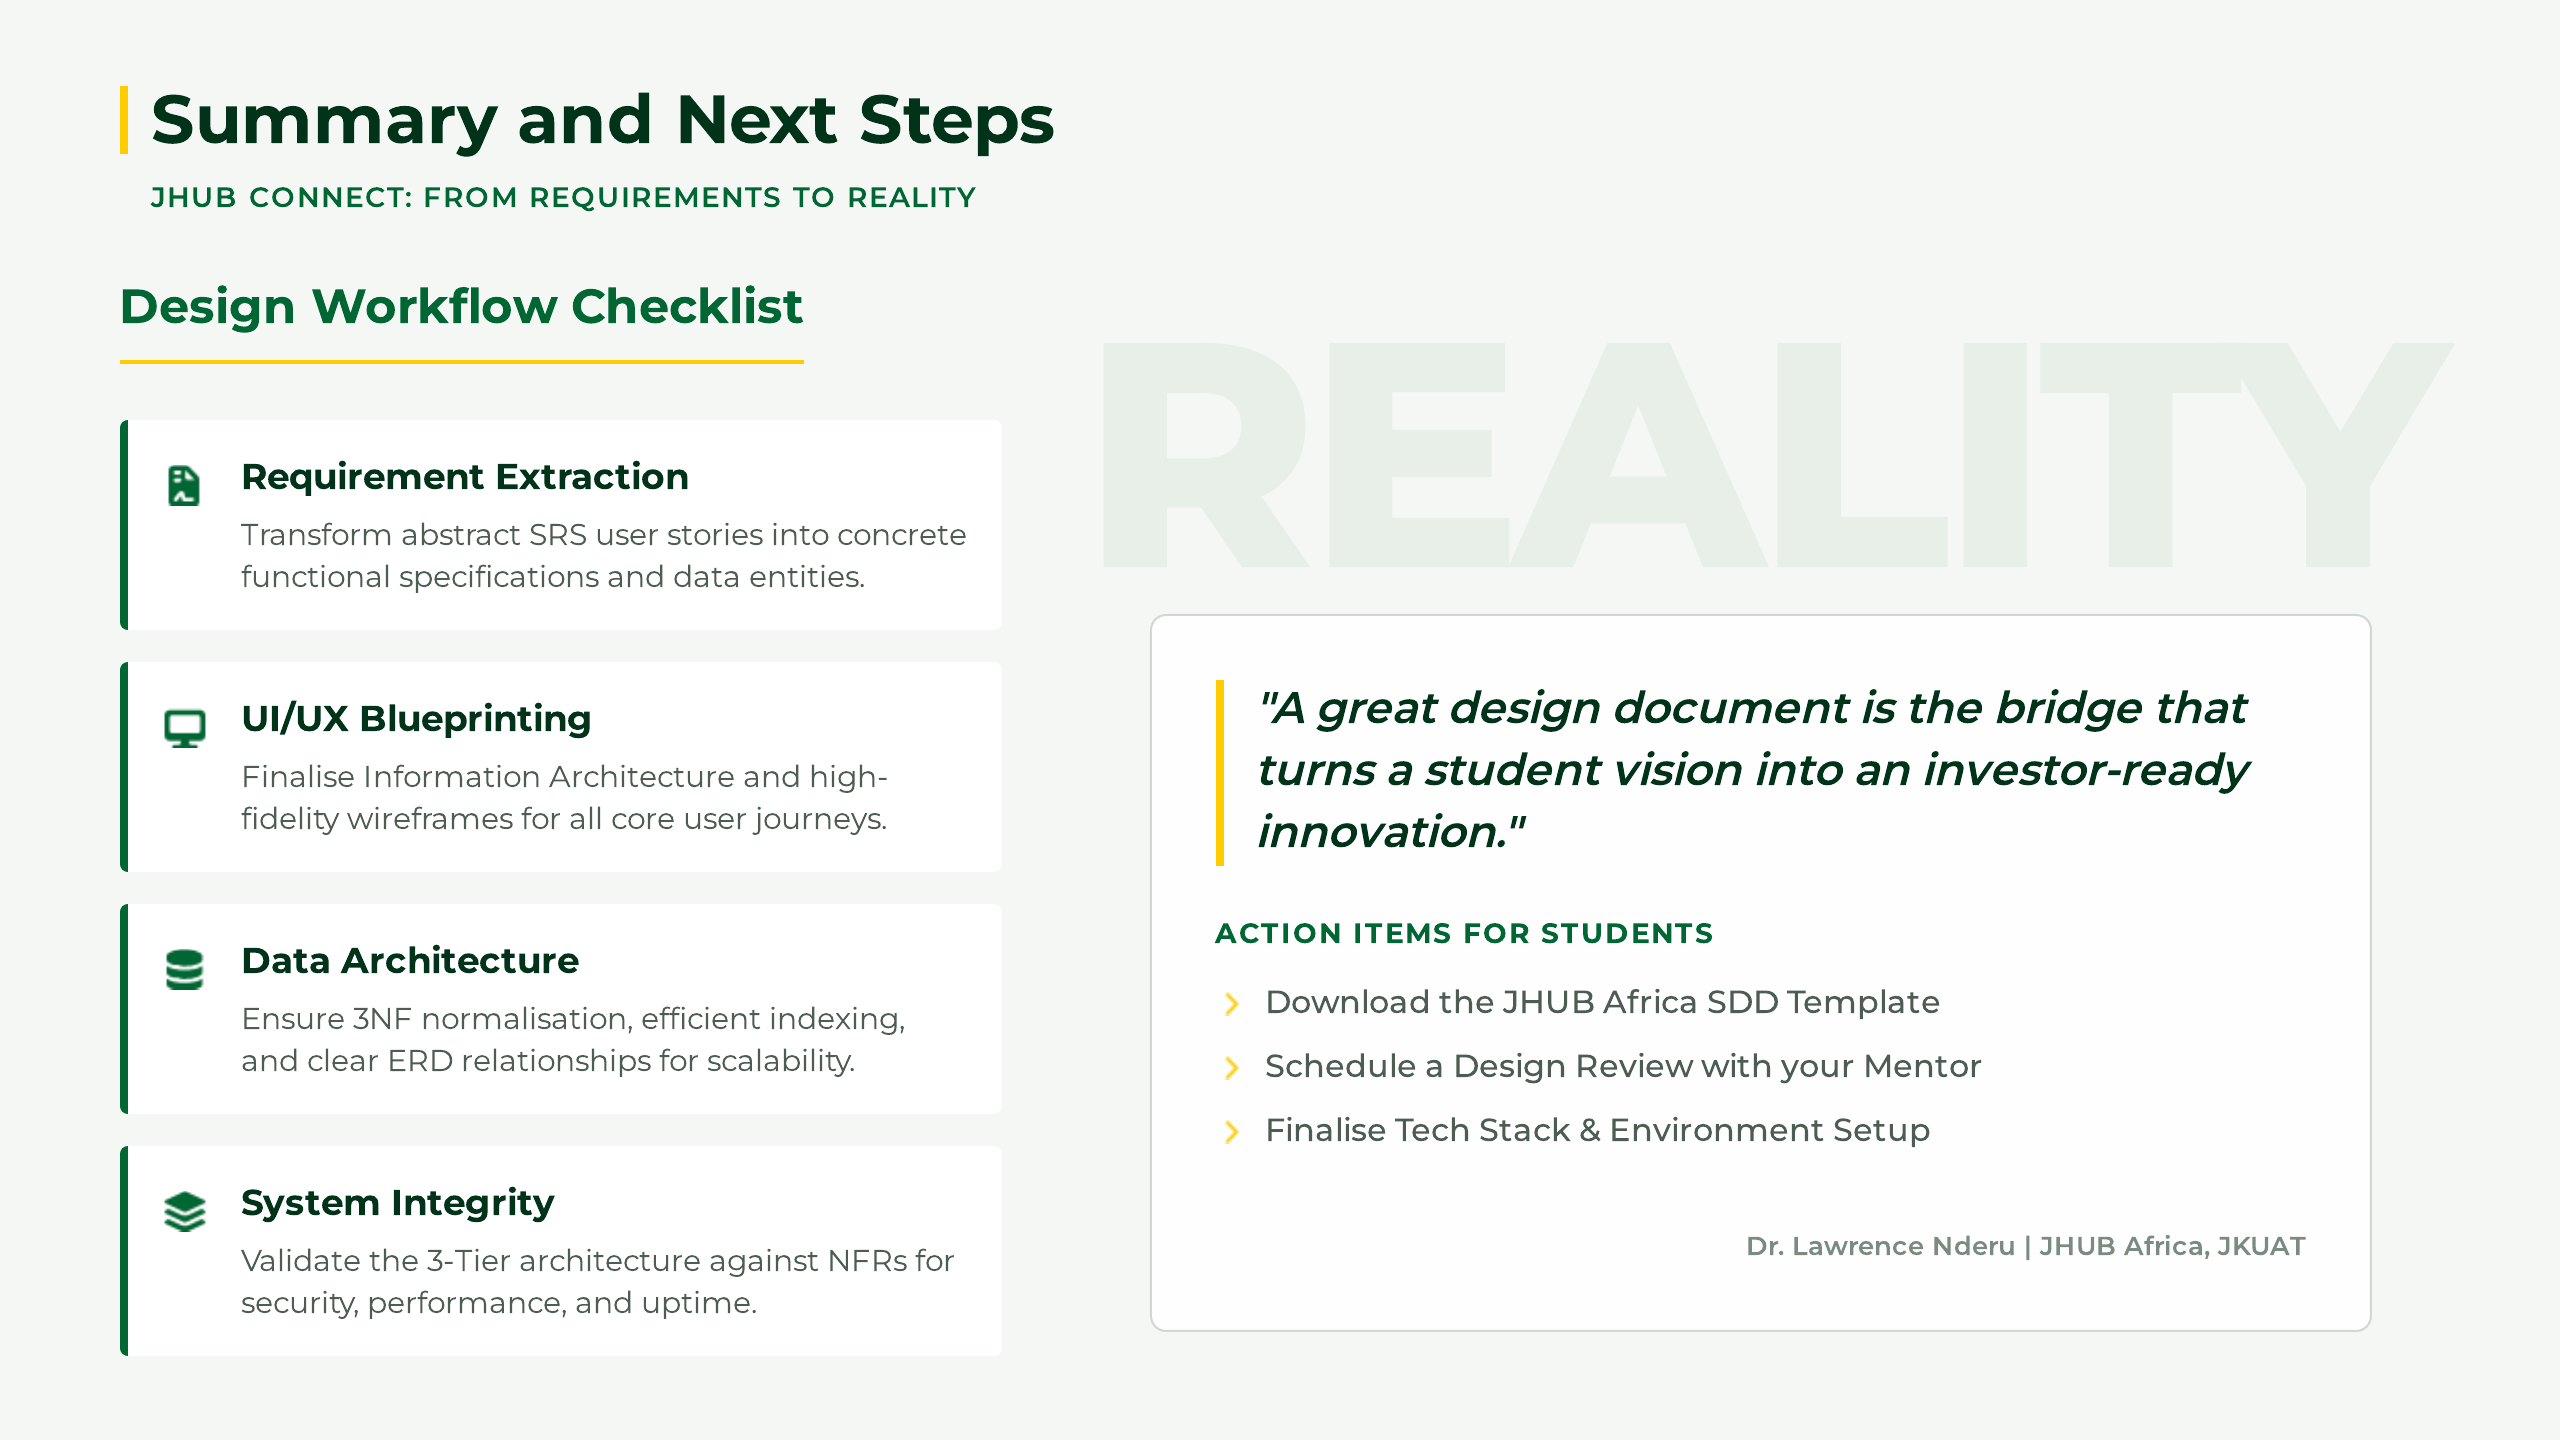 Summary and Next Steps
JHUB CONNECT: FROM REQUIREMENTS TO REALITY
Design Workflow Checklist
Requirement Extraction
Transform abstract SRS user stories into concrete
functional specifications and data entities.
UI/UX Blueprinting
Finalise Information Architecture and high-
fidelity wireframes for all core user journeys.
Data Architecture
Ensure 3NF normalisation, efficient indexing,
and clear ERD relationships for scalability.
System Integrity
Validate the 3-Tier architecture against NFRs for
security, performance, and uptime.
REALITY
"A great design document is the bridge that
turns a student vision into an investor-ready
innovation."
ACTION ITEMS FOR STUDENTS
Download the JHUB Africa SDD Template
Schedule a Design Review with your Mentor
Finalise Tech Stack & Environment Setup
Dr. Lawrence Nderu | JHUB Africa, JKUAT